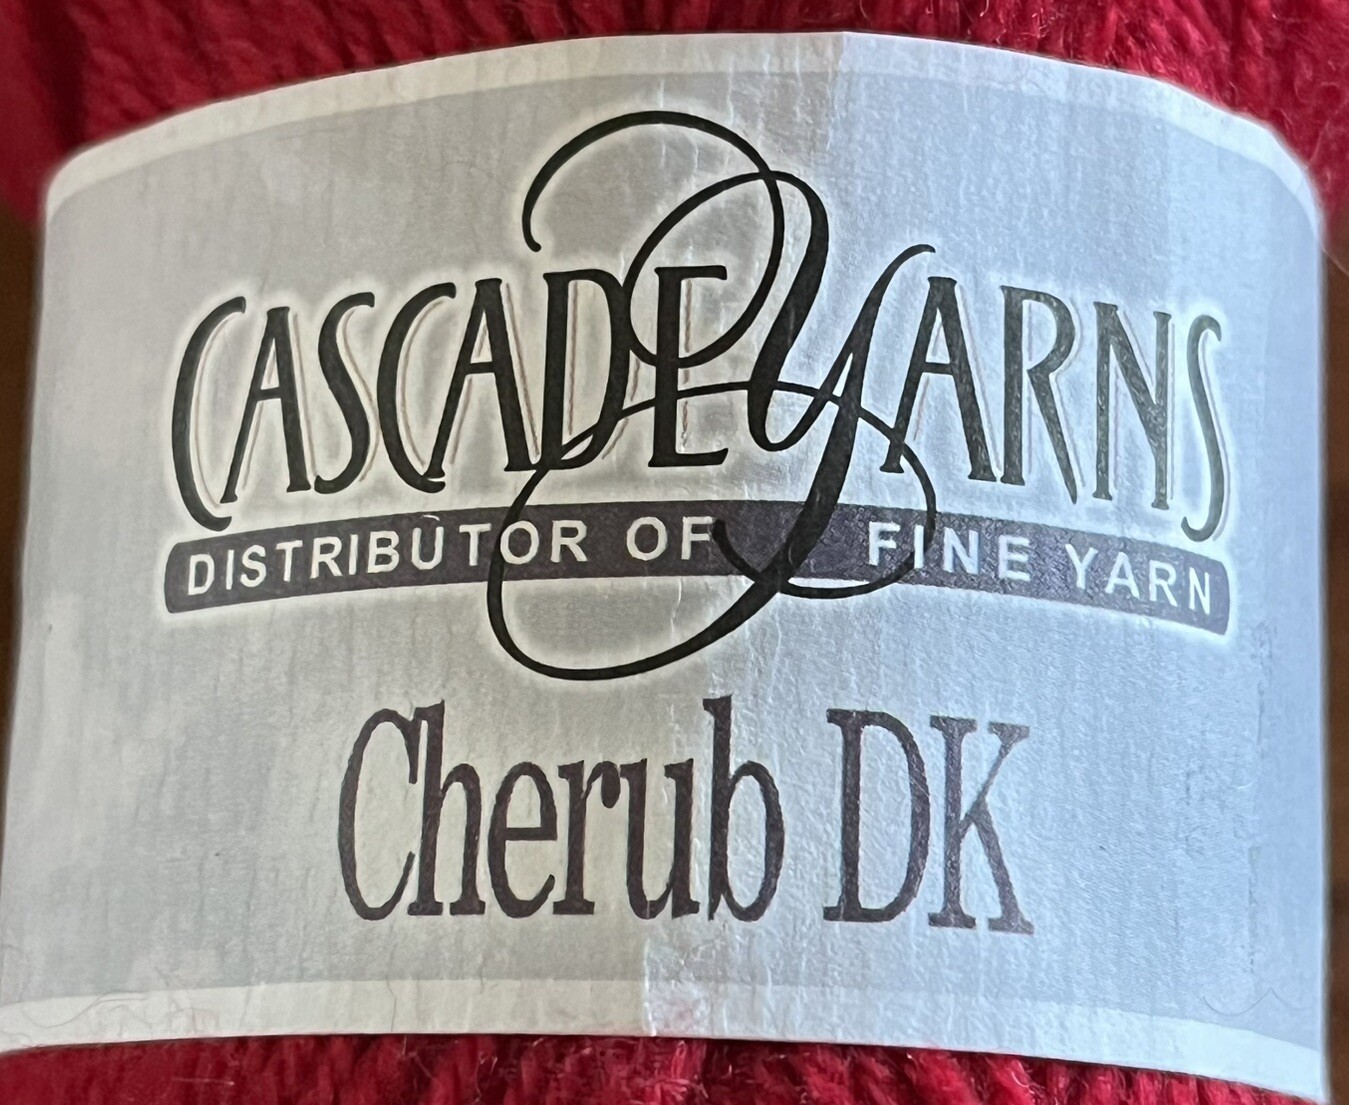 CASCADE YARNS
DISTRIBUTOR OF FINE YARN
Cherub DK